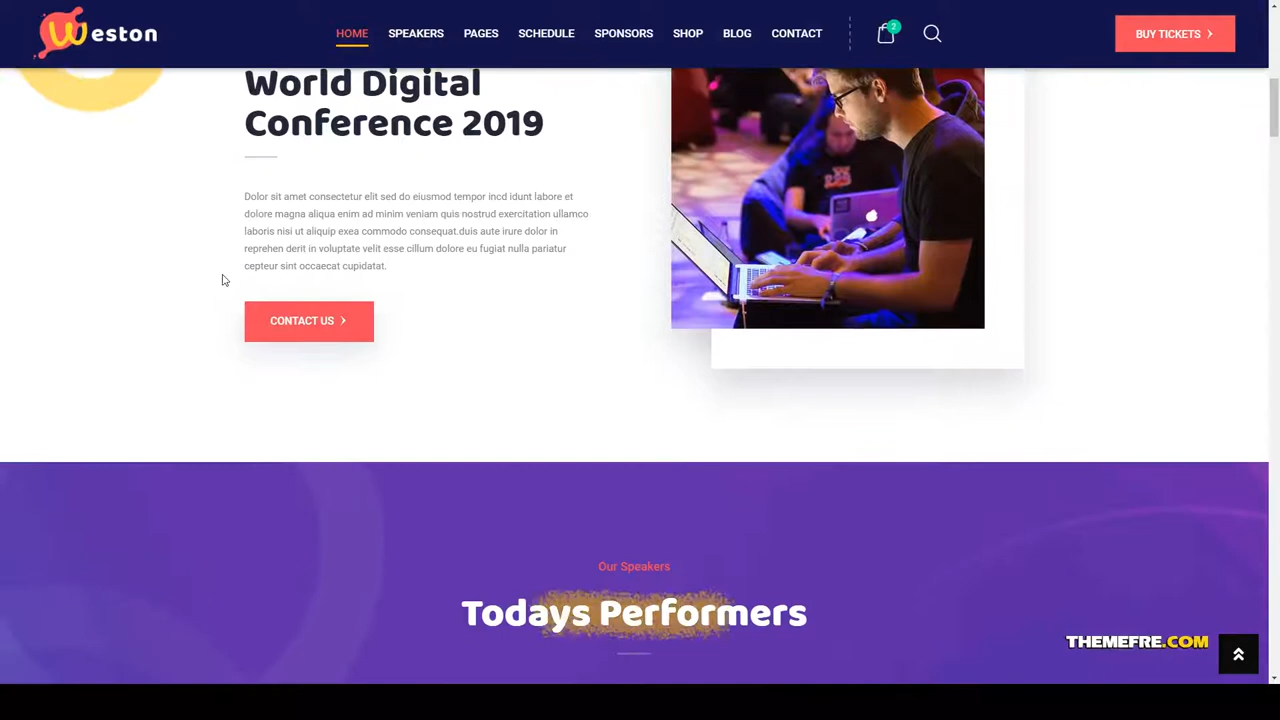 Weston
HOME SPEAKERS PAGES SCHEDULE SPONSORS SHOP BLOG CONTACT 2 BUY TICKETS
World Digital
Conference 2019
Dolor sit amet consectetur elit sed do eiusmod tempor incd idunt labore et
dolore magna aliqua enim ad minim veniam quis nostrud exercitation ullamco
laboris nisi ut aliquip exea commodo consequat.duis aute irure dolor in
reprehen derit in voluptate velit esse cillum dolore eu fugiat nulla pariatur
cepteur sint occaecat cupidatat.
CONTACT US
Our Speakers
Todays Performers
THEMEFRE.COM